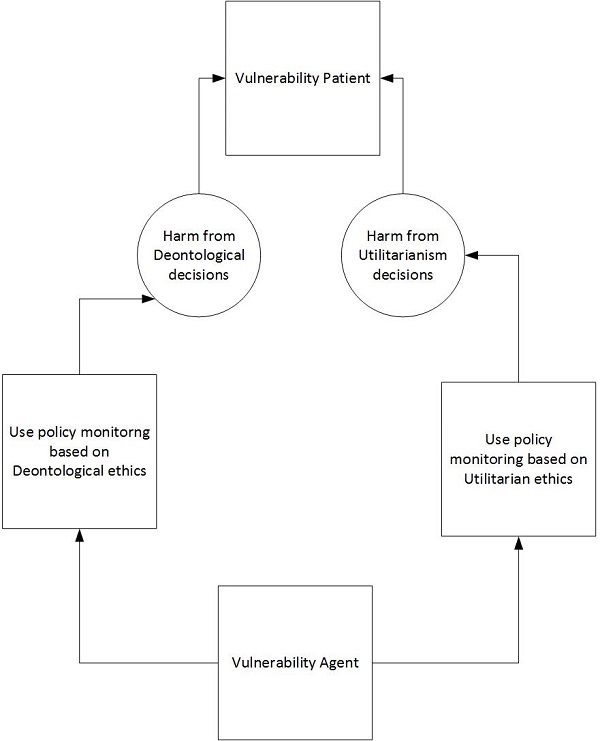 Vulnerability Patient
Harm from
Deontological
decisions
Harm from
Utilitarianism
decisions
Use policy monitorng
based on
Deontological ethics
Use policy
monitoring based on
Utilitarian ethics
Vulnerability Agent